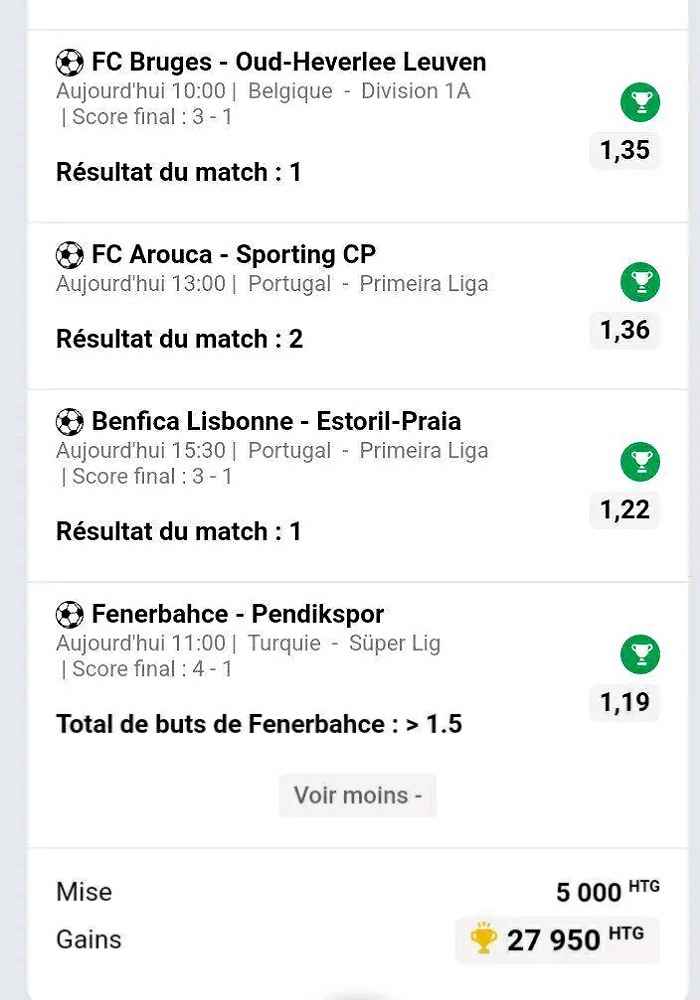 FC Bruges - Oud-Heverlee Leuven
Aujourd'hui 10:00 | Belgique - Division 1A
| Score final : 3 - 1
1,35
Résultat du match : 1
FC Arouca - Sporting CP
Aujourd'hui 13:00 | Portugal - Primeira Liga
1,36
Résultat du match : 2
Benfica Lisbonne - Estoril-Praia
Aujourd'hui 15:30 | Portugal - Primeira Liga
| Score final : 3 - 1
1,22
Résultat du match : 1
Fenerbahce - Pendikspor
Aujourd'hui 11:00 | Turquie - Süper Lig
| Score final : 4 - 1
1,19
Total de buts de Fenerbahce : > 1.5
Voir moins -
Mise 5 000 HTG
Gains 27 950 HTG